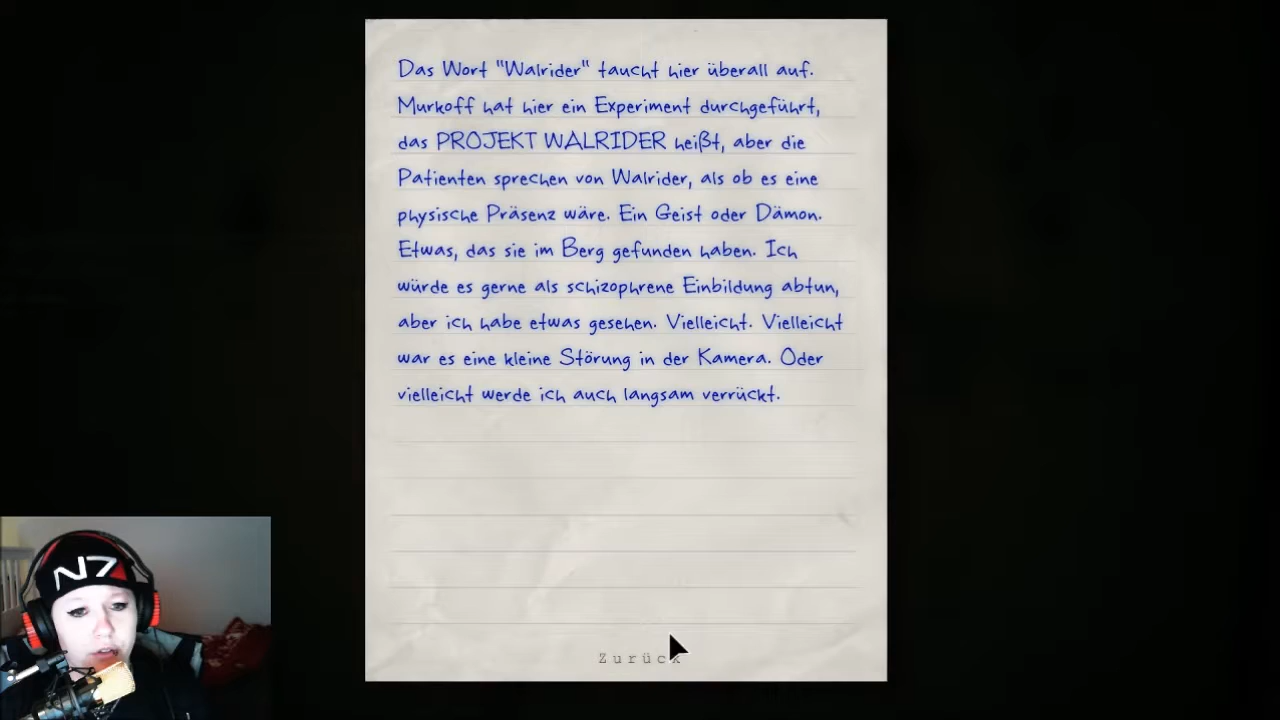 Das Wort "Walrider" taucht hier überall auf.
Murkoff hat hier ein Experiment durchgeführt,
das PROJEKT WALRIDER heißt, aber die
Patienten sprechen von Walrider, als ob es eine
physische Präsenz wäre. Ein Geist oder Dämon.
Etwas, das sie im Berg gefunden haben. Ich
würde es gerne als schizophrene Einbildung abtun,
aber ich habe etwas gesehen. Vielleicht. Vielleicht
war es eine kleine Störung in der Kamera. Oder
vielleicht werde ich auch langsam verrückt.
Zurück
N7